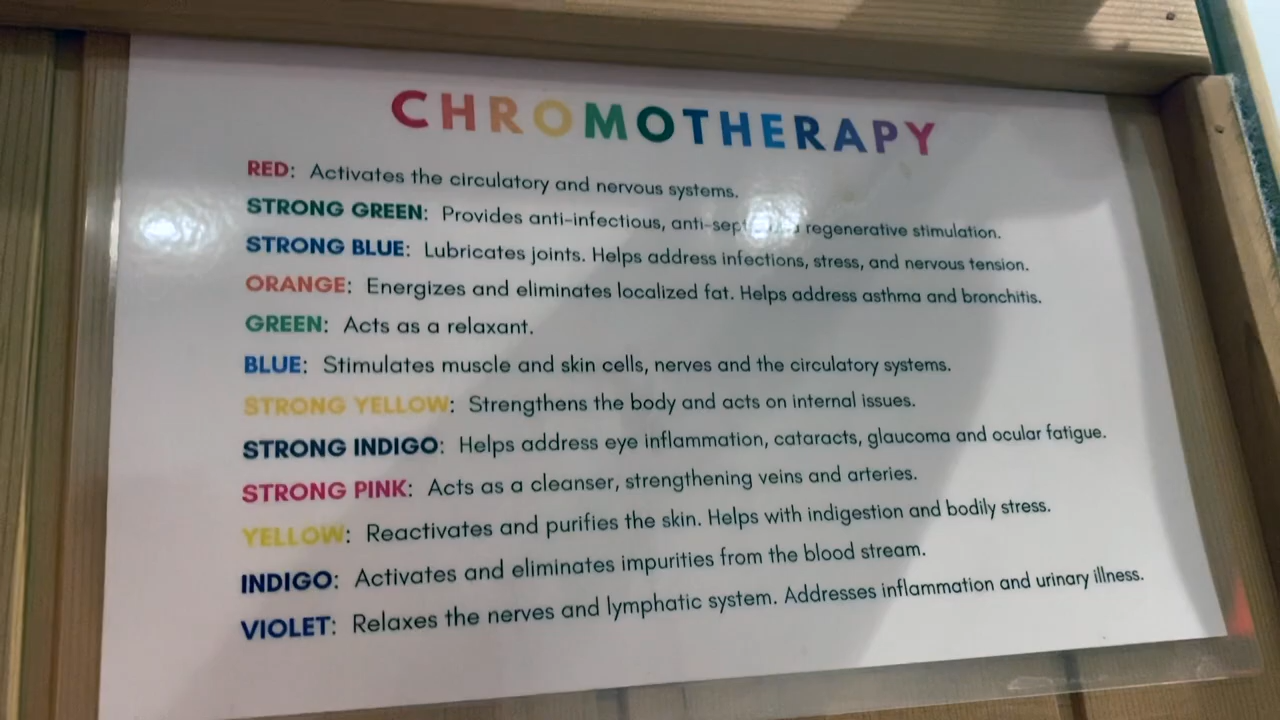 CHROMOTHERAPY
RED: Activates the circulatory and nervous systems.
STRONG GREEN: Provides anti-infectious, regenerative stimulation.
STRONG BLUE: Lubricates joints. Helps address infections, stress, and nervous tension.
ORANGE: Energizes and eliminates localized fat. Helps address asthma and bronchitis.
GREEN: Acts as a relaxant.
BLUE: Stimulates muscle and skin cells, nerves and the circulatory systems.
STRONG YELLOW: Strengthens the body and acts on internal issues.
STRONG INDIGO: Helps address eye inflammation, cataracts, glaucoma and ocular fatigue.
STRONG PINK: Acts as a cleanser, strengthening veins and arteries.
YELLOW: Reactivates and purifies the skin. Helps with indigestion and bodily stress.
INDIGO: Activates and eliminates impurities from the blood stream.
VIOLET: Relaxes the nerves and lymphatic system. Addresses inflammation and urinary illness.